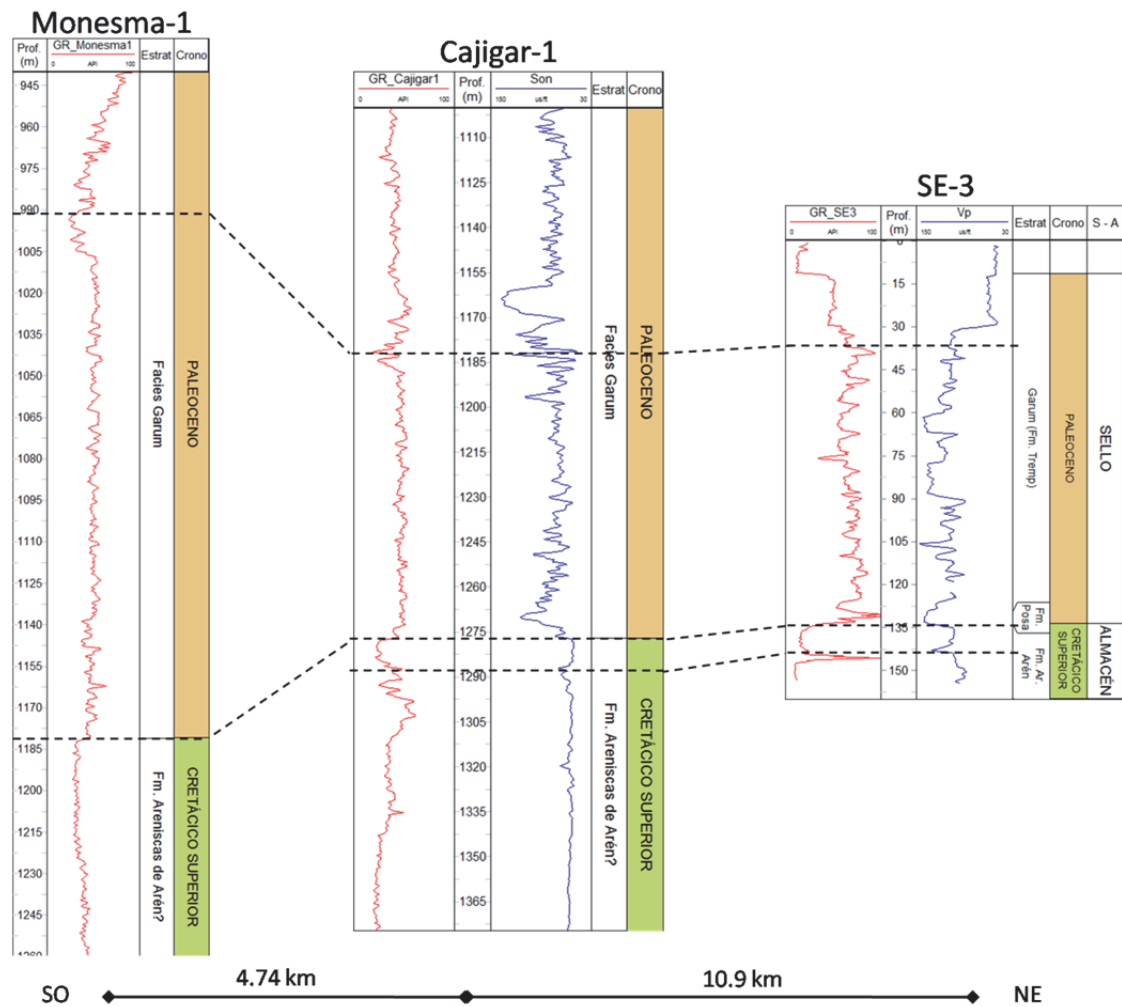 Monesma-1
Prof. (m)
GR_Monesma1
0 API 100
Estrat
Crono
945
960
975
990
1005
1020
1035
1050
1065
1080
1095
1110
1125
1140
1155
1170
1185
1200
1215
1230
1245
1260
Facies Garum
Fm. Areniscas de Arén?
PALEOCENO
CRETÁCICO SUPERIOR
Cajigar-1
GR_Cajigar1
0 API 100
Prof. (m)
Son
150 us/ft 30
Estrat
Crono
1110
1125
1140
1155
1170
1185
1200
1215
1230
1245
1260
1275
1290
1305
1320
1335
1350
1365
Facies Garum
Fm. Areniscas de Arén?
PALEOCENO
CRETÁCICO SUPERIOR
SE-3
GR_SE3
0 API 100
Prof. (m)
Vp
150 us/ft 30
Estrat
Crono
S - A
0
15
30
45
60
75
90
105
120
135
150
Garum (Fm. Tremp)
Fm. Posa
Fm. Ar. Arén
PALEOCENO
CRETÁCICO SUPERIOR
SELLO
ALMACÉN
SO
4.74 km
10.9 km
NE